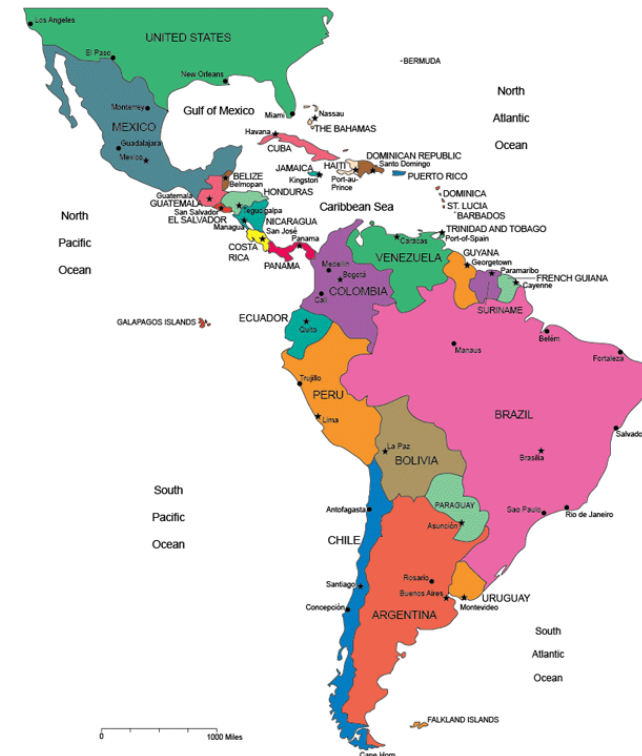 Los Angeles
UNITED STATES
El Paso
BERMUDA
New Orleans
North
Atlantic
Ocean
Monterrey
Gulf of Mexico
Miami
Nassau
THE BAHAMAS
MEXICO
Havana
CUBA
Guadalajara
Mexico
DOMINICAN REPUBLIC
HAITI
Santo Domingo
JAMAICA
Kingston
Port-au-
Prince
PUERTO RICO
BELIZE
Belmopan
HONDURAS
DOMINICA
Guatemala
GUATEMALA
Tegucigalpa
ST. LUCIA
Caribbean Sea
BARBADOS
San Salvador
EL SALVADOR
NICARAGUA
Managua
San José
TRINIDAD AND TOBAGO
Port-of-Spain
North
Pacific
Ocean
COSTA
RICA
Panama
PANAMA
Caracas
VENEZUELA
GUYANA
Georgetown
Paramaribo
FRENCH GUIANA
Cayenne
SURINAME
Medellin
Bogotá
COLOMBIA
Cali
GALAPAGOS ISLANDS
ECUADOR
Quito
Belém
Manaus
Fortaleza
Trujillo
PERU
Lima
BRAZIL
Salvado
La Paz
BOLIVIA
Brasilia
South
Pacific
Ocean
PARAGUAY
Antofagasta
Asunción
Sao Paulo
Rio de Janeiro
CHILE
Santiago
Rosario
Buenos Aires
URUGUAY
Montevideo
Concepción
ARGENTINA
South
Atlantic
Ocean
FALKLAND ISLANDS
0
1000 Miles
Cape Horn